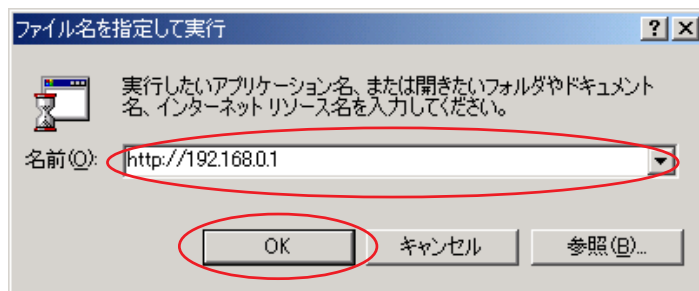 ファイル名を指定して実行
実行したいアプリケーション名、または開きたいフォルダやドキュメント
名、インターネット リソース名を入力してください。
名前(O): http://192.168.0.1
OK キャンセル 参照(B)...